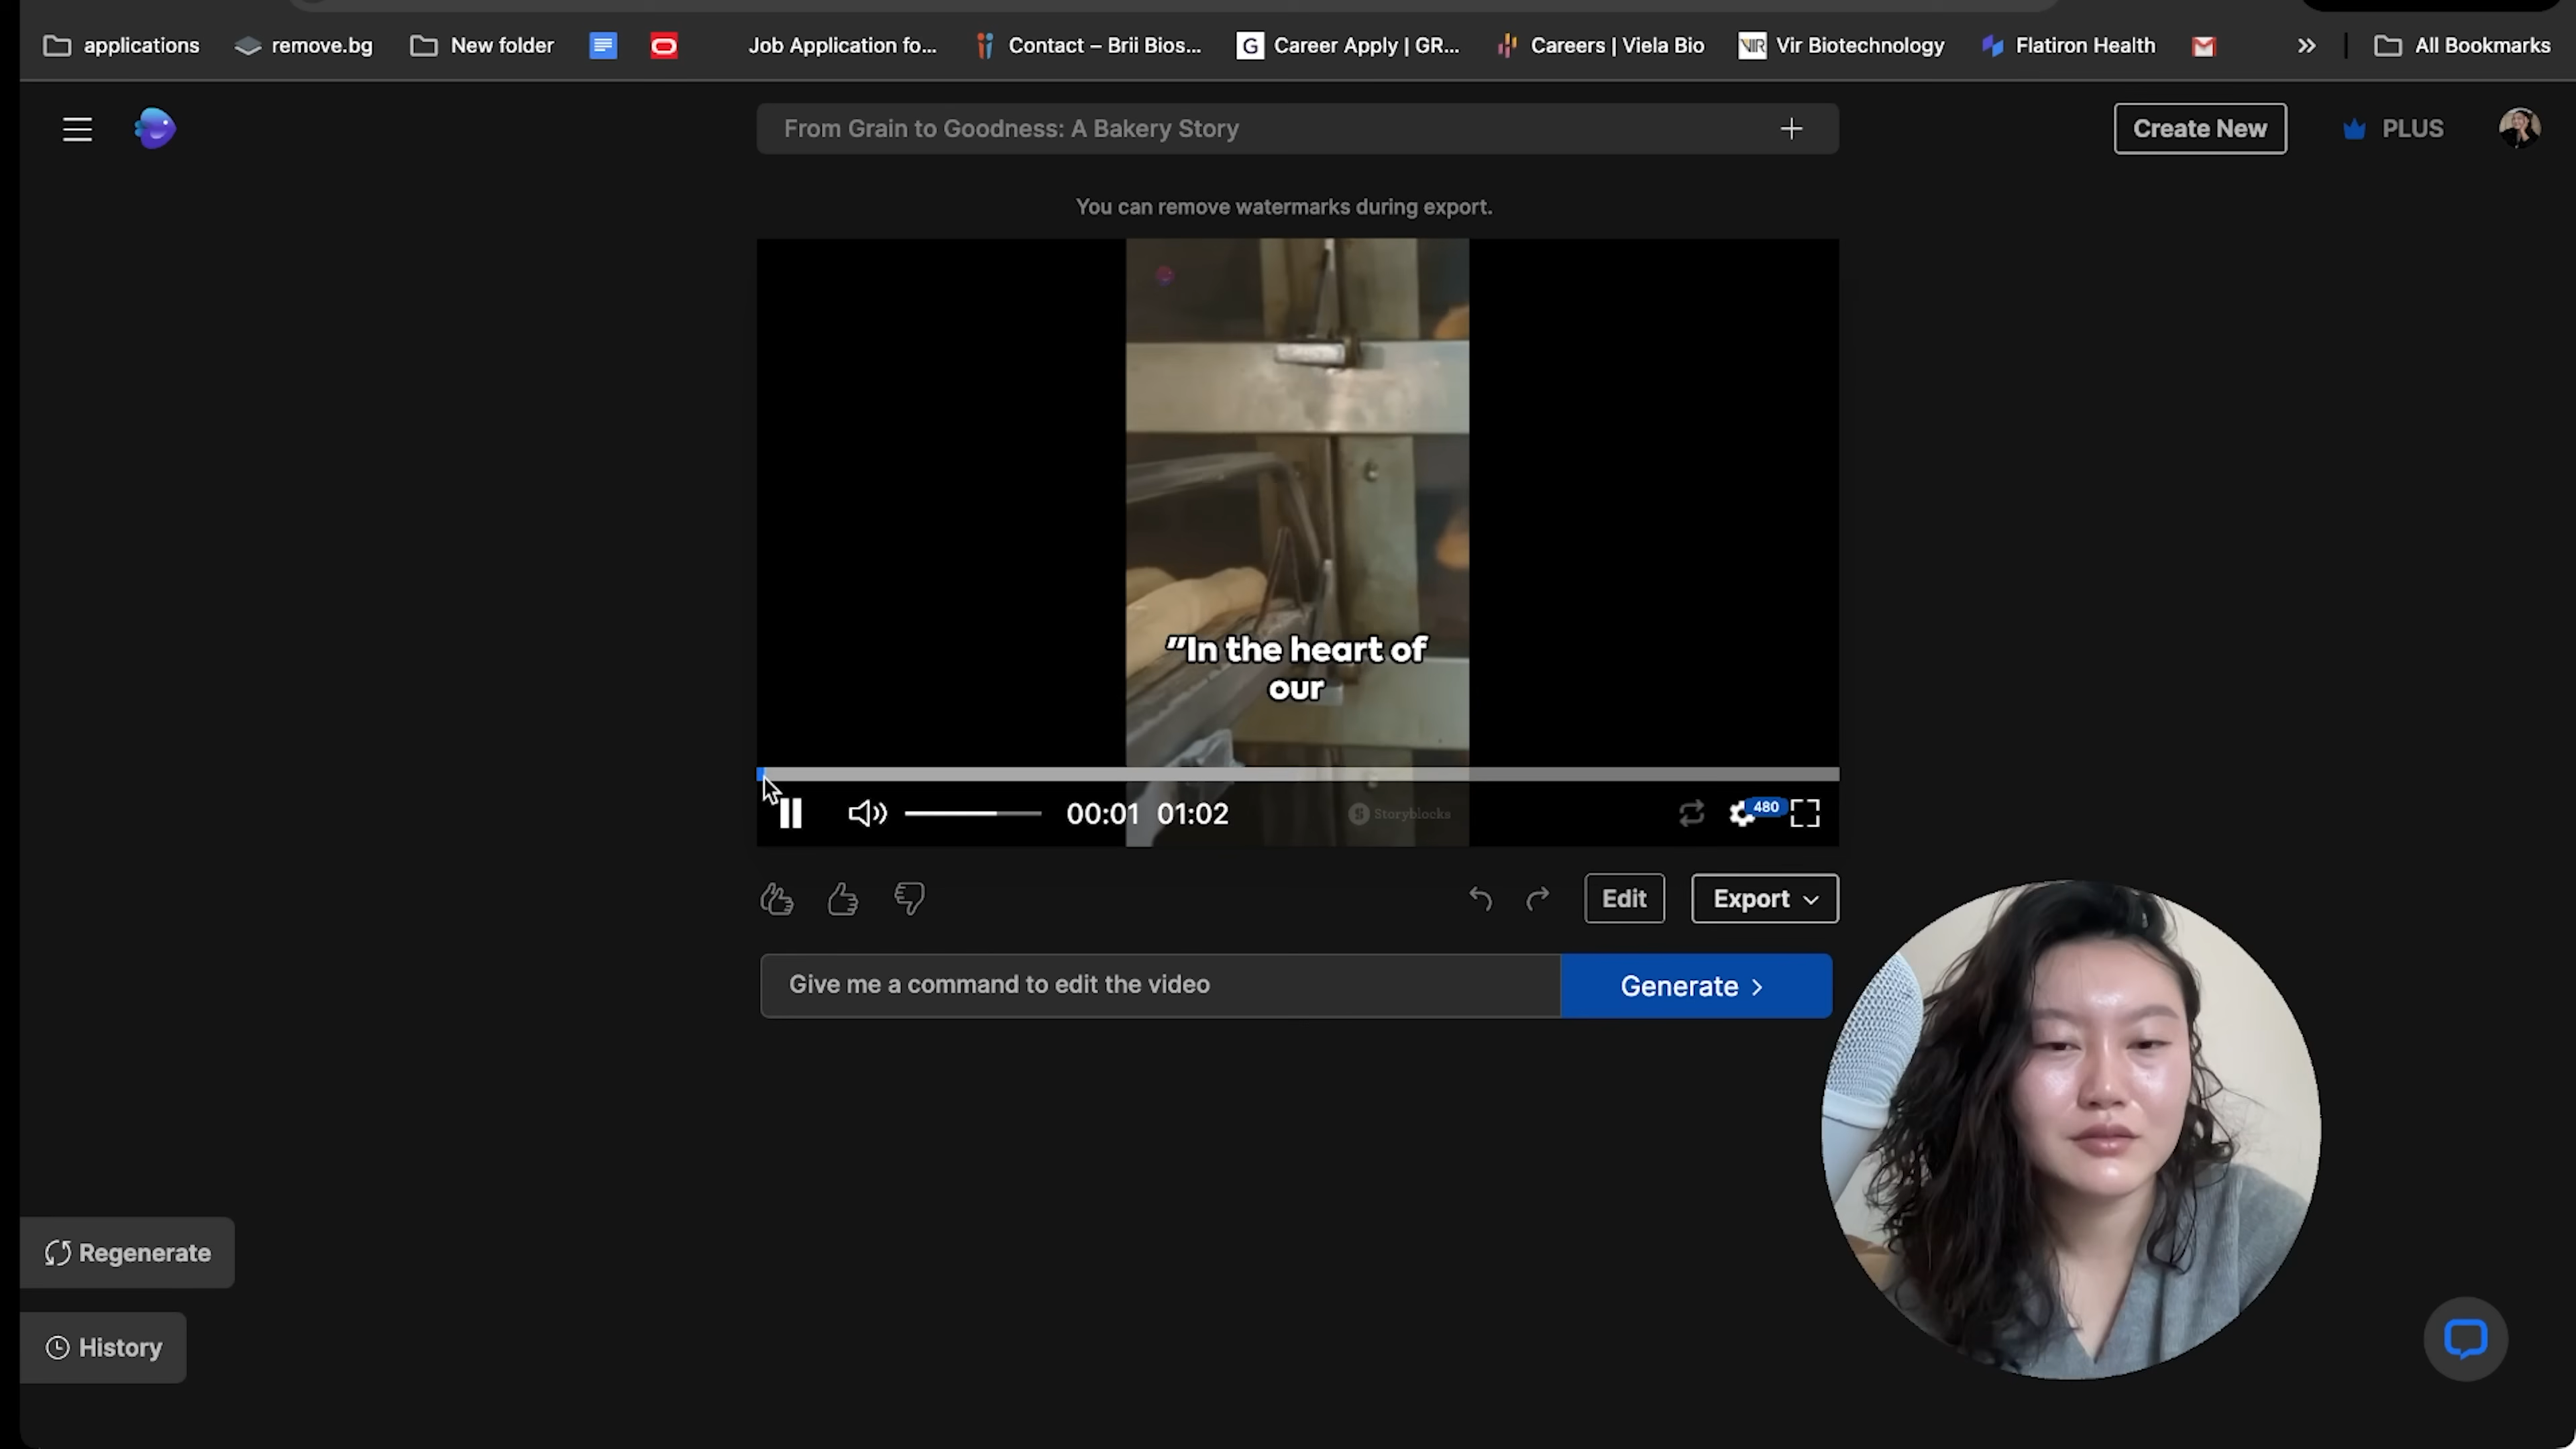 applications
remove.bg
New folder
Job Application fo...
Contact – Brii Bios...
G
Career Apply | GR...
Careers | Viela Bio
VIR
Vir Biotechnology
Flatiron Health
»
All Bookmarks
From Grain to Goodness: A Bakery Story
+
Create New
PLUS
You can remove watermarks during export.
"In the heart of
our
00:01 01:02
Storyblocks
480
Edit
Export
Give me a command to edit the video
Generate >
Regenerate
History